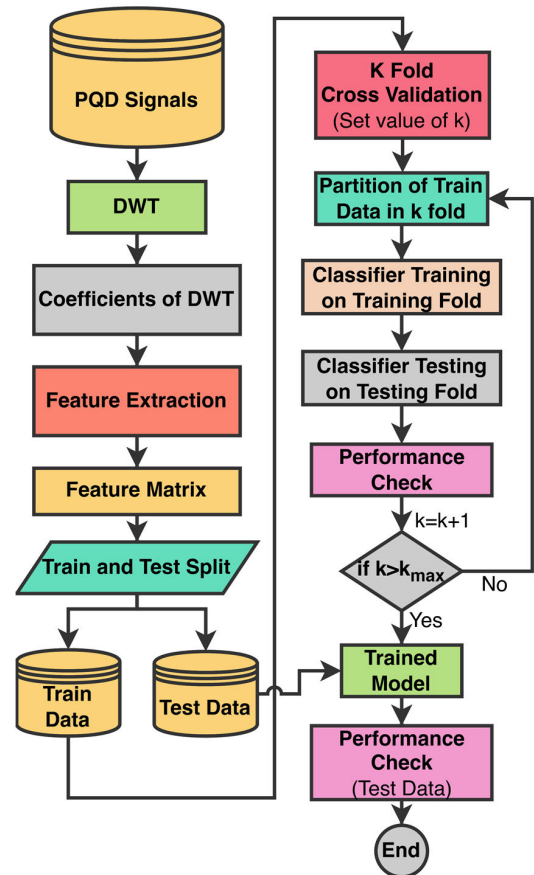 PQD Signals
DWT
Coefficients of DWT
Feature Extraction
Feature Matrix
Train and Test Split
Train
Data
Test Data
K Fold
Cross Validation
(Set value of k)
Partition of Train
Data in k fold
Classifier Training
on Training Fold
Classifier Testing
on Testing Fold
Performance
Check
k=k+1
if k>kmax
No
Yes
Trained
Model
Performance
Check
(Test Data)
End